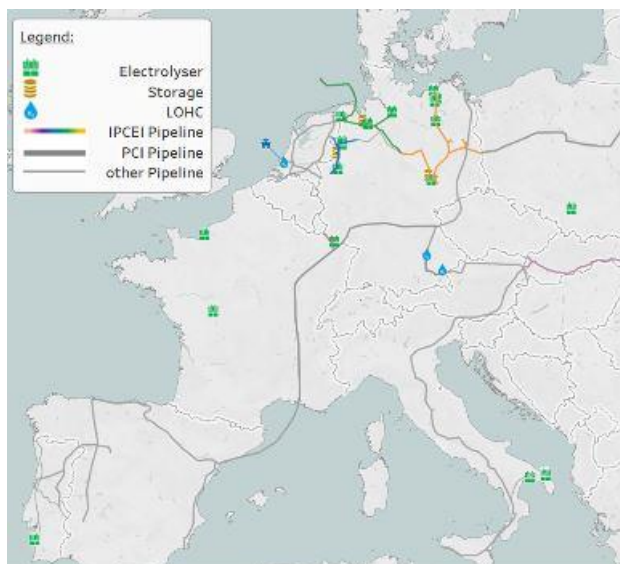 Legend:
Electrolyser
Storage
LOHC
IPCEI Pipeline
PCI Pipeline
other Pipeline